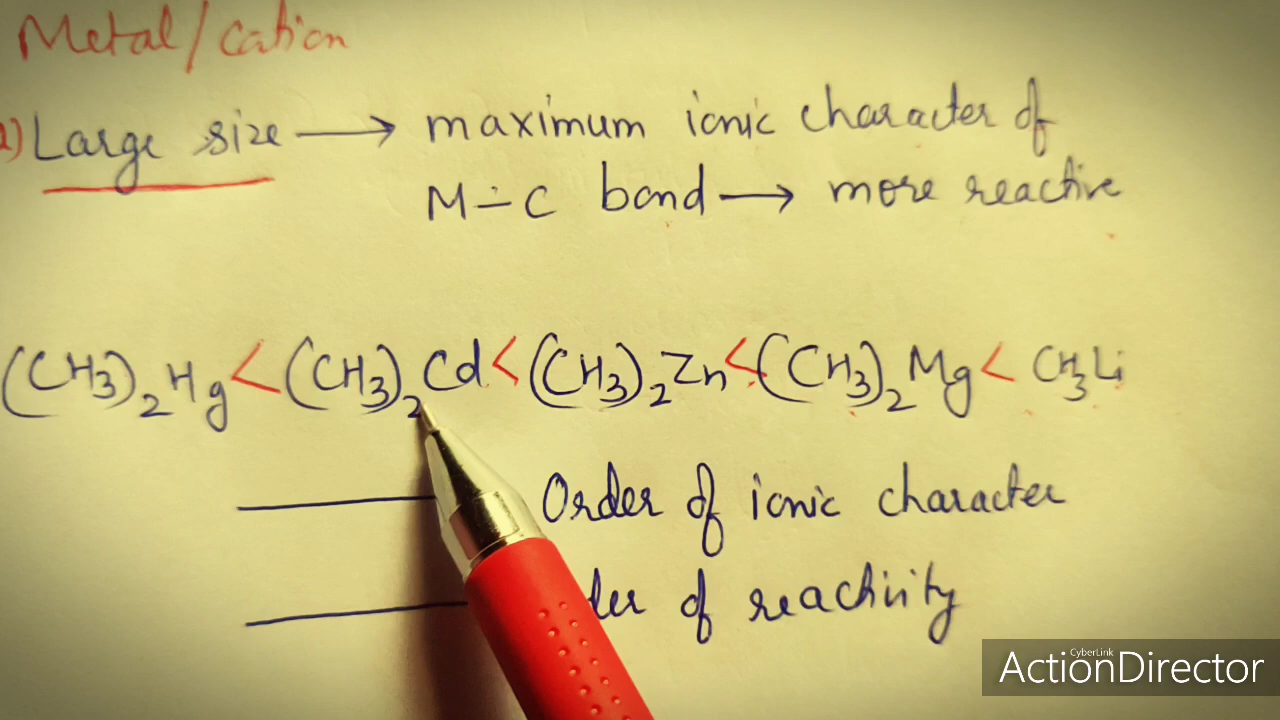 Metal/cation
a) Large size → maximum ionic character of
M–C bond → more reactive
(CH3)2Hg < (CH3)2Cd < (CH3)2Zn < (CH3)2Mg < CH3Li
Order of ionic character
of reactivity
CyberLink
ActionDirector